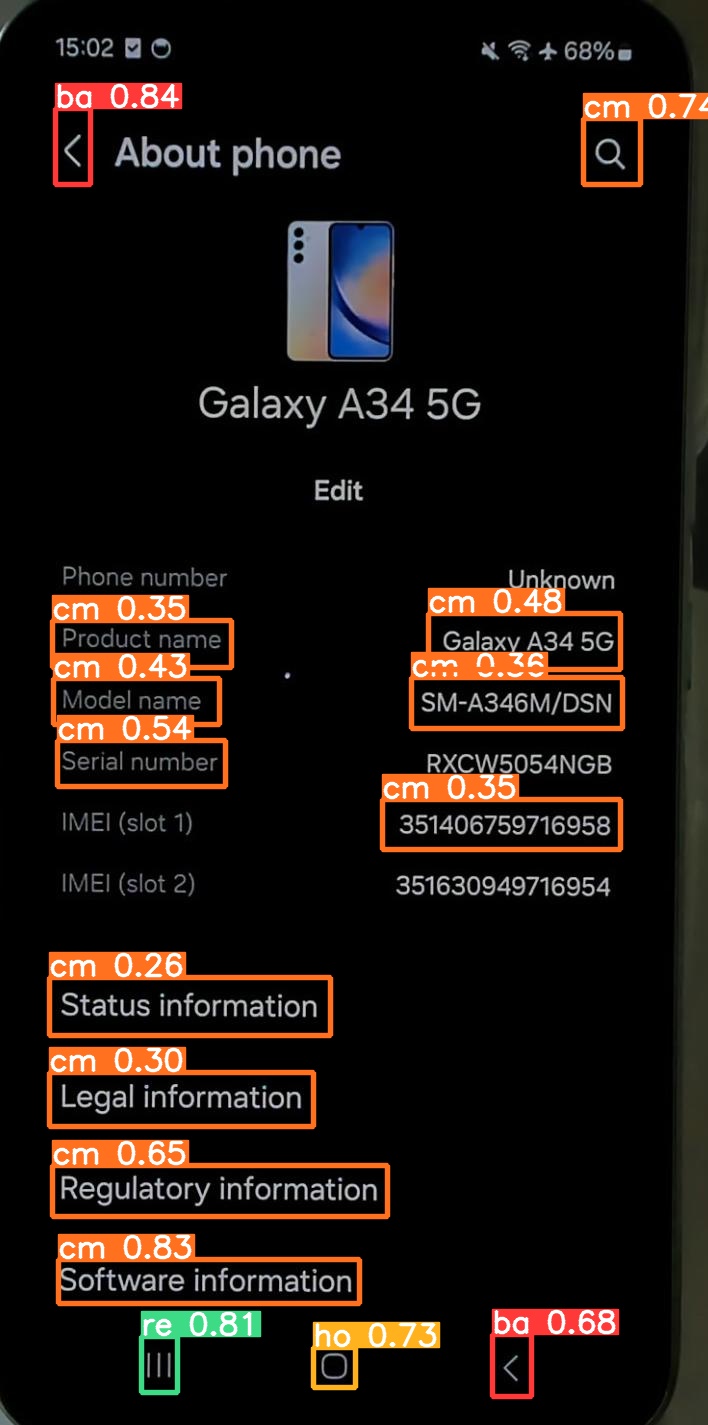 15:02 68%
ba 0.84
cm 0.74
About phone
Galaxy A34 5G
Edit
Phone number Unknown
cm 0.35 cm 0.48
Product name Galaxy A34 5G
cm 0.43 cm 0.36
Model name SM-A346M/DSN
cm 0.54
Serial number RXCW5054NGB
cm 0.35
IMEI (slot 1) 351406759716958
IMEI (slot 2) 351630949716954
cm 0.26
Status information
cm 0.30
Legal information
cm 0.65
Regulatory information
cm 0.83
Software information
re 0.81 ho 0.73 ba 0.68